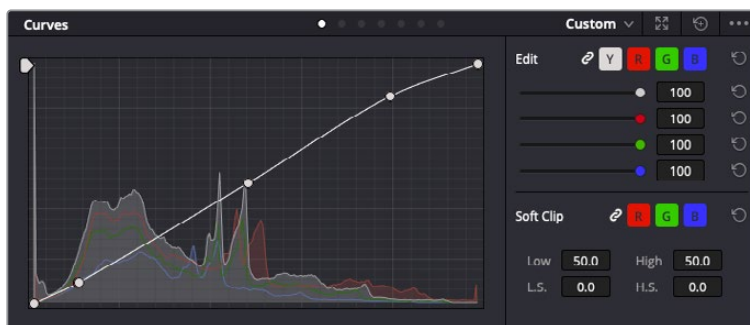 Curves Custom
Edit Y R G B
100
100
100
100
Soft Clip R G B
Low 50.0 High 50.0
L.S. 0.0 H.S. 0.0